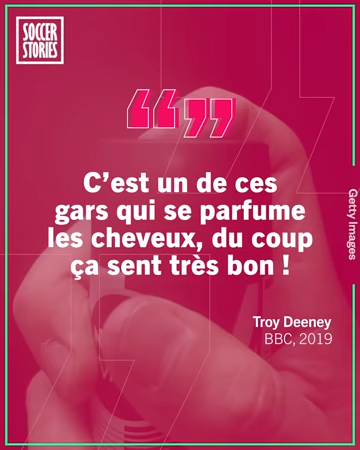 SOCCER
STORIES
C’est un de ces
gars qui se parfume
les cheveux, du coup
ça sent très bon !
Getty Images
Troy Deeney
BBC, 2019